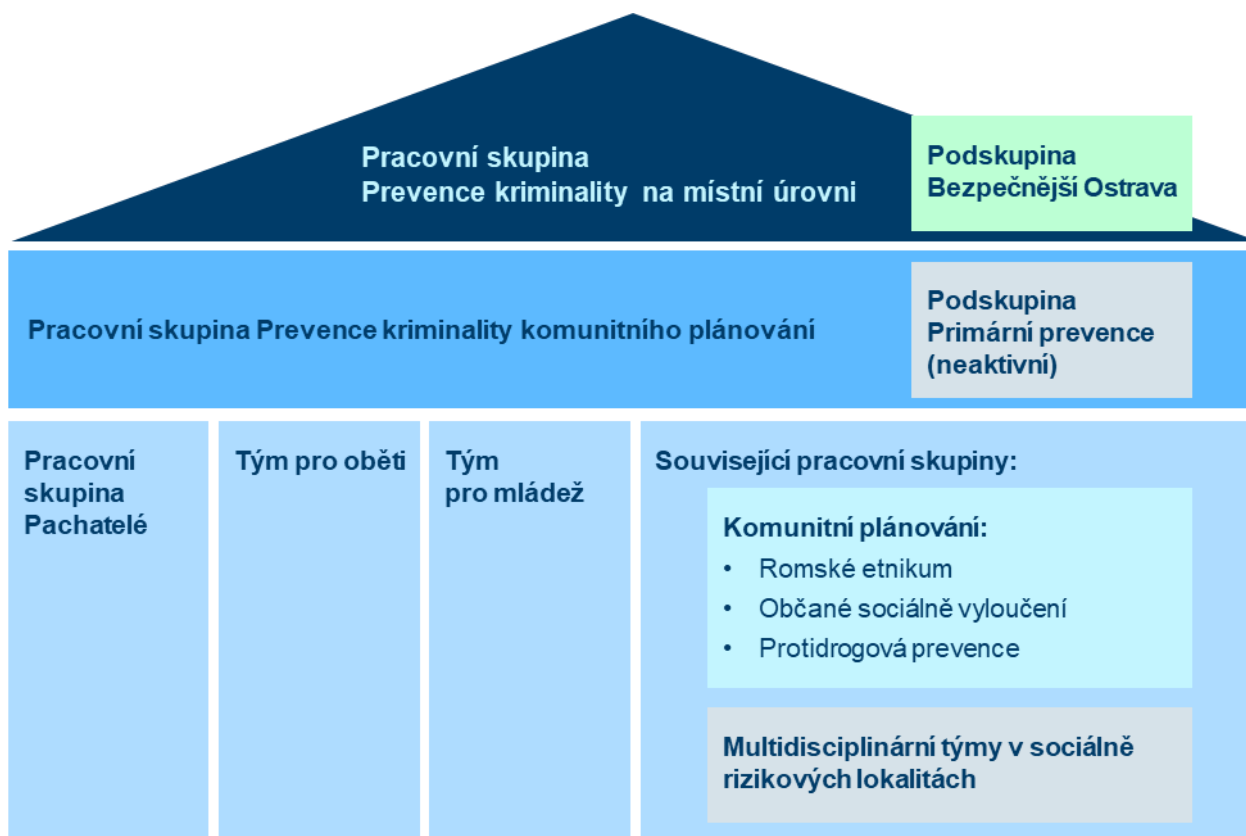 Pracovní skupina
Prevence kriminality na místní úrovni
Podskupina
Bezpečnější Ostrava
Pracovní skupina Prevence kriminality komunitního plánování
Podskupina
Primární prevence
(neaktivní)
Pracovní
skupina
Pachatelé
Tým pro oběti
Tým
pro mládež
Související pracovní skupiny:
Komunitní plánování:
• Romské etnikum
• Občané sociálně vyloučení
• Protidrogová prevence
Multidisciplinární týmy v sociálně
rizikových lokalitách